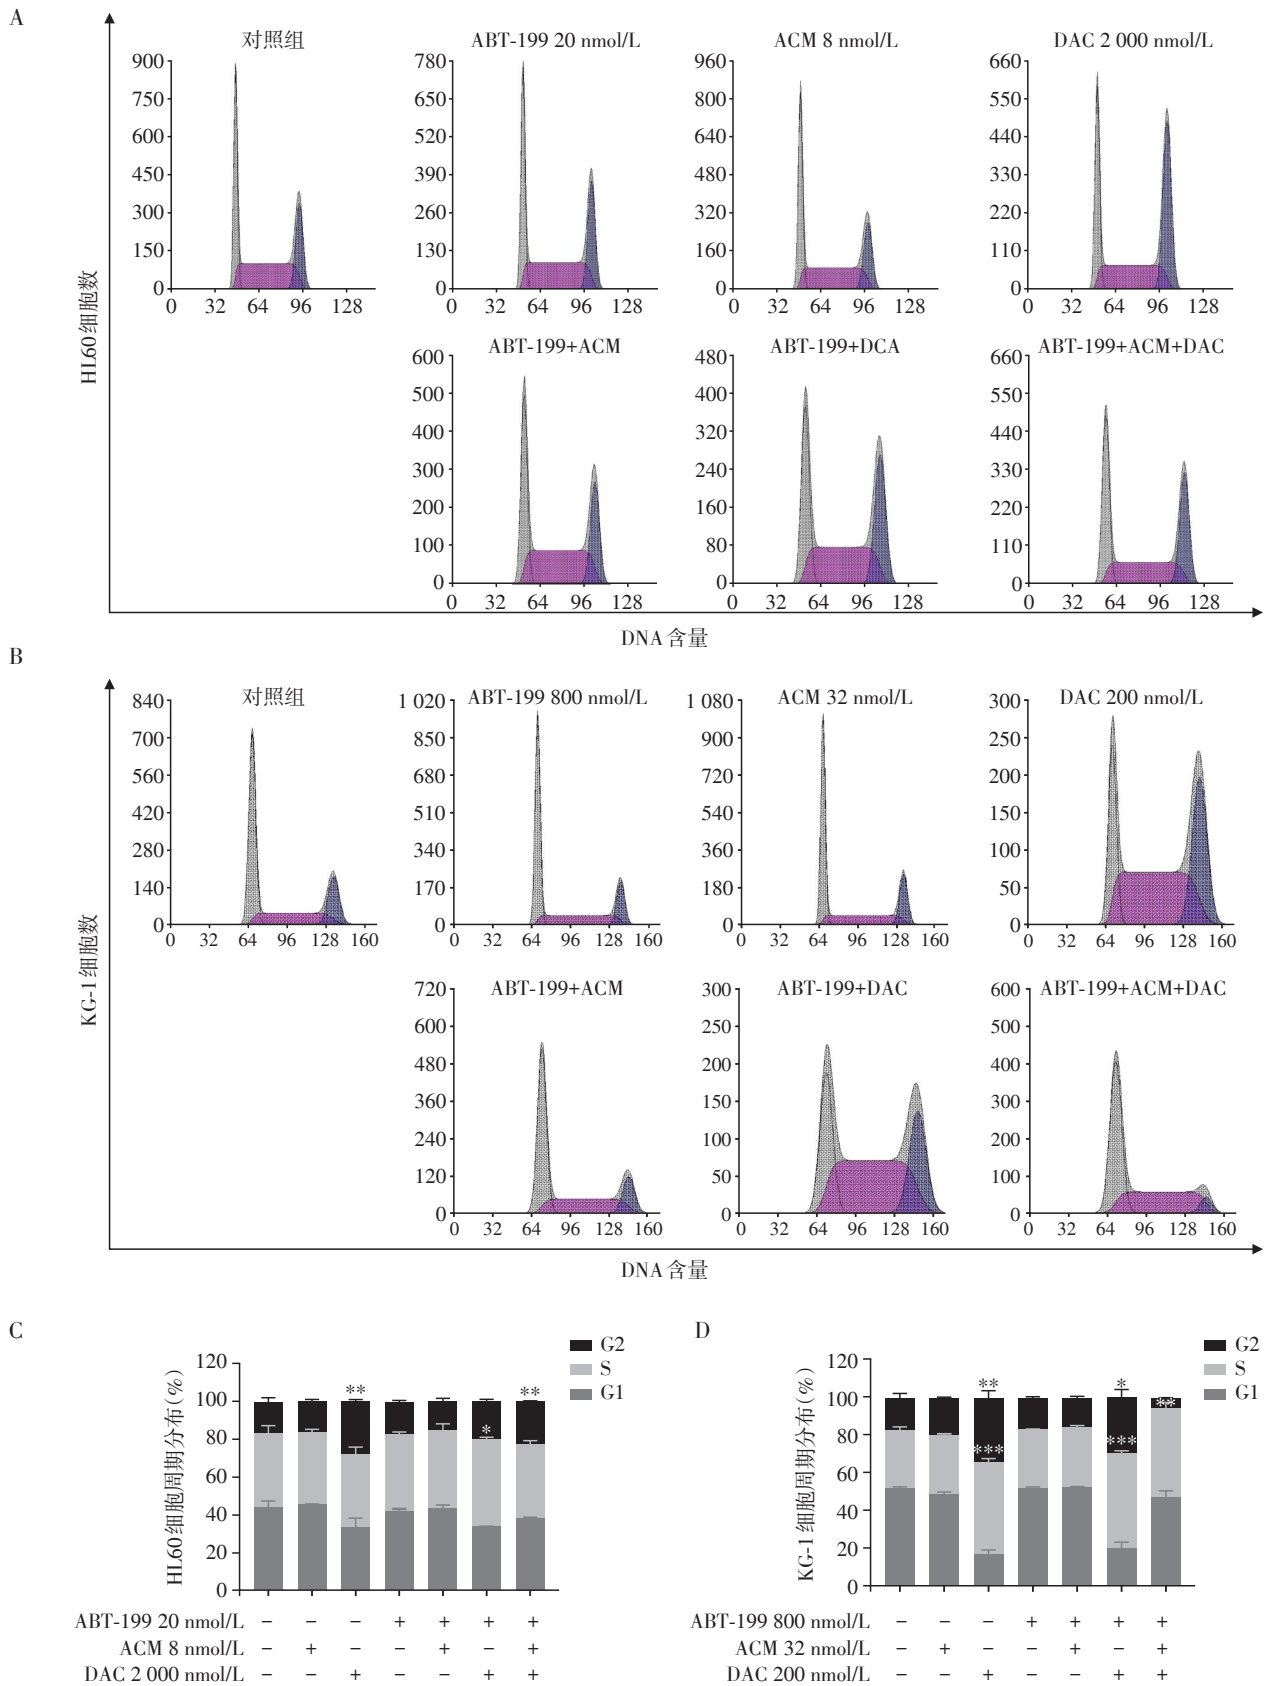 A
对照组
ABT-199 20 nmol/L
ACM 8 nmol/L
DAC 2 000 nmol/L
900 750 600 450 300 150 0
780 650 520 390 260 130 0
960 800 640 480 320 160 0
660 550 440 330 220 110 0
0 32 64 96 128
0 32 64 96 128
0 32 64 96 128
0 32 64 96 128
HL60细胞数
ABT-199+ACM
ABT-199+DCA
ABT-199+ACM+DAC
600 500 400 300 200 100 0
480 400 320 240 160 80 0
660 550 440 330 220 110 0
0 32 64 96 128
0 32 64 96 128
0 32 64 96 128
DNA含量
B
对照组
ABT-199 800 nmol/L
ACM 32 nmol/L
DAC 200 nmol/L
840 700 560 420 280 140 0
1 020 850 680 510 340 170 0
1 080 900 720 540 360 180 0
300 250 200 150 100 50 0
0 32 64 96 128 160
0 32 64 96 128 160
0 32 64 96 128 160
0 32 64 96 128 160
KG-1细胞数
ABT-199+ACM
ABT-199+DAC
ABT-199+ACM+DAC
720 600 480 360 240 120 0
300 250 200 150 100 50 0
600 500 400 300 200 100 0
0 32 64 96 128 160
0 32 64 96 128 160
0 32 64 96 128 160
DNA含量
C
G2
S
G1
HL60细胞周期分布(%)
120
100
80
60
40
20
0
** * **
ABT-199 20 nmol/L − − − + + + +
ACM 8 nmol/L − + − − + − +
DAC 2 000 nmol/L − − + − − + +
D
G2
S
G1
KG-1细胞周期分布(%)
120
100
80
60
40
20
0
** * **
*** ***
ABT-199 800 nmol/L − − − + + + +
ACM 32 nmol/L − + − − + − +
DAC 200 nmol/L − − + − − + +